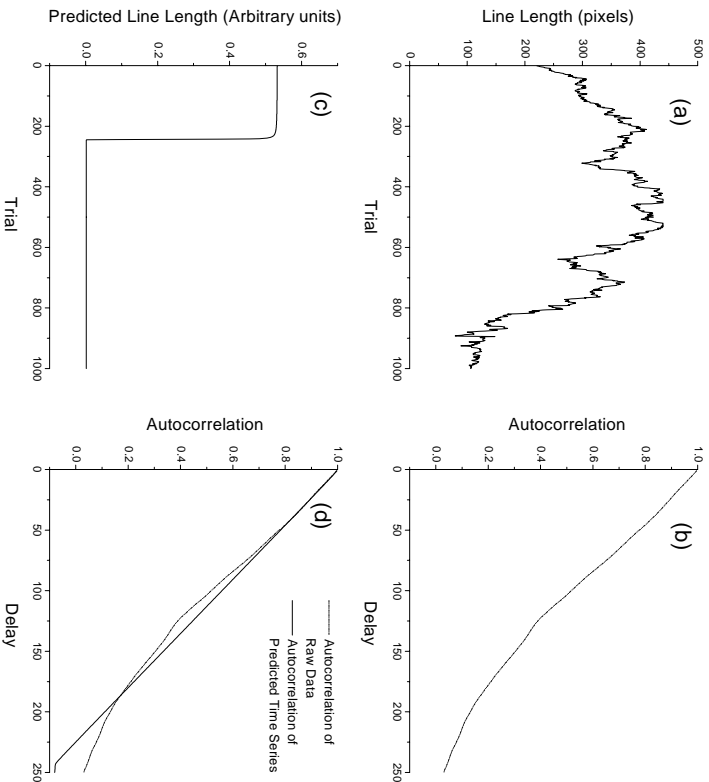 (a)
Line Length (pixels)
500
400
300
200
100
0 200 400 600 800 1000
Trial
(b)
Autocorrelation
1.0
0.8
0.6
0.4
0.2
0.0
0 50 100 150 200 250
Delay
(c)
Predicted Line Length (Arbitrary units)
0.6
0.5
0.3
0.2
0.0
0 200 400 600 800 1000
Trial
(d)
Autocorrelation
1.0
0.8
0.6
0.4
0.2
0.0
0 50 100 150 200 250
Delay
Autocorrelation of
Raw Data
Autocorrelation of
Predicted Time Series